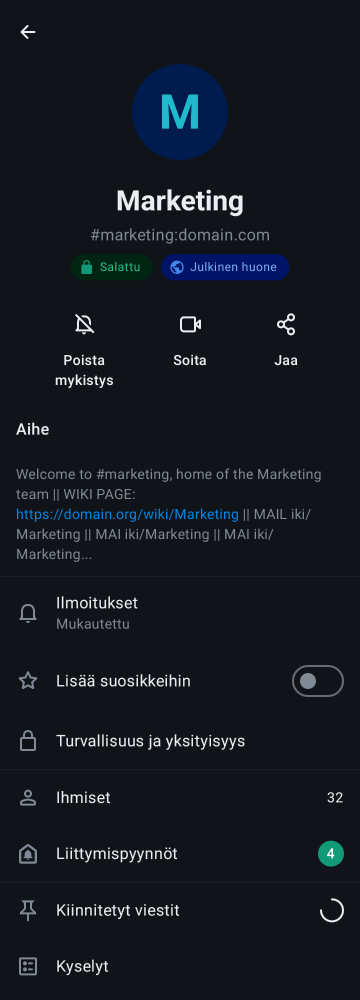 M
Marketing
#marketing:domain.com
Salattu
Julkinen huone
Poista
mykistys
Soita
Jaa
Aihe
Welcome to #marketing, home of the Marketing
team || WIKI PAGE:
https://domain.org/wiki/Marketing || MAIL iki/
Marketing || MAI iki/Marketing || MAI iki/
Marketing...
Ilmoitukset
Mukautettu
Lisää suosikkeihin
Turvallisuus ja yksityisyys
Ihmiset
32
Liittymispyynnöt
4
Kiinnitetyt viestit
Kyselyt